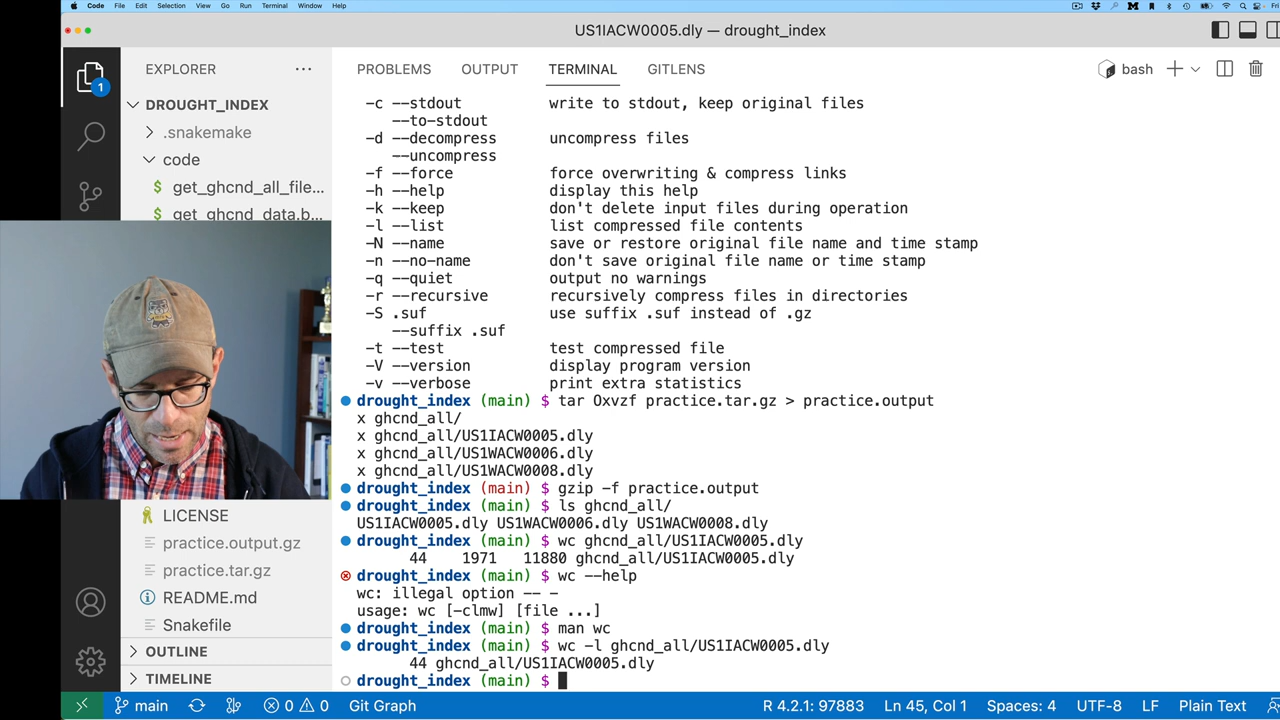 Code File Edit Selection View Go Run Terminal Window Help Fri
US1IACW0005.dly — drought_index
EXPLORER
PROBLEMS OUTPUT TERMINAL GITLENS bash
1
DROUGHT_INDEX
.snakemake
code
$ get_ghcnd_all_file...
$ get_ghcnd_data.b...
LICENSE
practice.output.gz
practice.tar.gz
README.md
Snakefile
OUTLINE
TIMELINE
-c --stdout write to stdout, keep original files
--to-stdout
-d --decompress uncompress files
--uncompress
-f --force force overwriting & compress links
-h --help display this help
-k --keep don't delete input files during operation
-l --list list compressed file contents
-N --name save or restore original file name and time stamp
-n --no-name don't save original file name or time stamp
-q --quiet output no warnings
-r --recursive recursively compress files in directories
-S .suf use suffix .suf instead of .gz
--suffix .suf
-t --test test compressed file
-V --version display program version
-v --verbose print extra statistics
drought_index (main) $ tar Oxvzf practice.tar.gz > practice.output
x ghcnd_all/
x ghcnd_all/US1IACW0005.dly
x ghcnd_all/US1WACW0006.dly
x ghcnd_all/US1WACW0008.dly
drought_index (main) $ gzip -f practice.output
drought_index (main) $ ls ghcnd_all/
US1IACW0005.dly US1WACW0006.dly US1WACW0008.dly
drought_index (main) $ wc ghcnd_all/US1IACW0005.dly
44 1971 11880 ghcnd_all/US1IACW0005.dly
drought_index (main) $ wc --help
wc: illegal option -- -
usage: wc [-clmw] [file ...]
drought_index (main) $ man wc
drought_index (main) $ wc -l ghcnd_all/US1IACW0005.dly
44 ghcnd_all/US1IACW0005.dly
drought_index (main) $
main 0 0 Git Graph R 4.2.1: 97883 Ln 45, Col 1 Spaces: 4 UTF-8 LF Plain Text